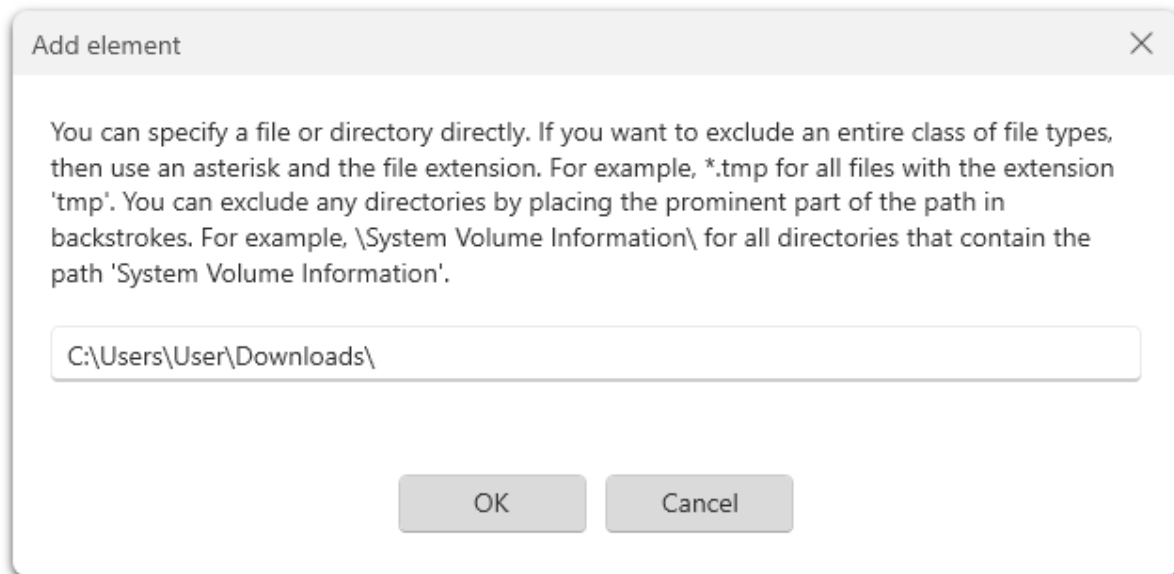 Add element
You can specify a file or directory directly. If you want to exclude an entire class of file types,
then use an asterisk and the file extension. For example, *.tmp for all files with the extension
'tmp'. You can exclude any directories by placing the prominent part of the path in
backstrokes. For example, \System Volume Information\ for all directories that contain the
path 'System Volume Information'.
C:\Users\User\Downloads\
OK Cancel